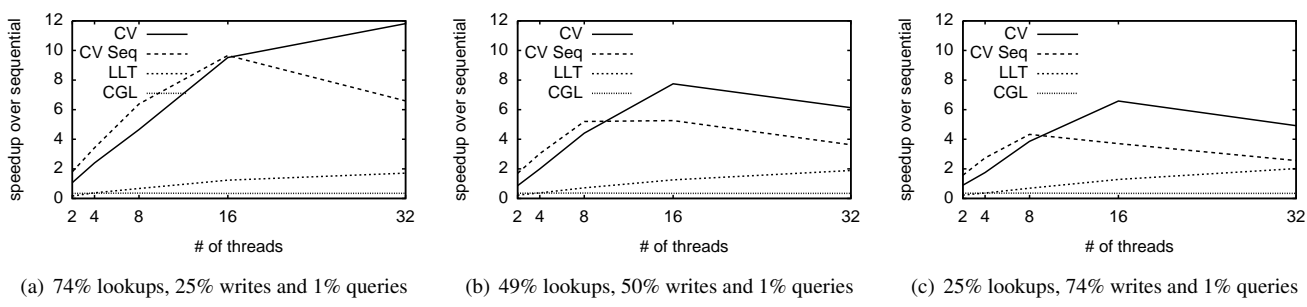 speedup over sequential
12
10
8
6
4
2
0
CV
CV Seq
LLT
CGL
2 4 8 16 32
# of threads
(a) 74% lookups, 25% writes and 1% queries
speedup over sequential
12
10
8
6
4
2
0
CV
CV Seq
LLT
CGL
2 4 8 16 32
# of threads
(b) 49% lookups, 50% writes and 1% queries
speedup over sequential
12
10
8
6
4
2
0
CV
CV Seq
LLT
CGL
2 4 8 16 32
# of threads
(c) 25% lookups, 74% writes and 1% queries